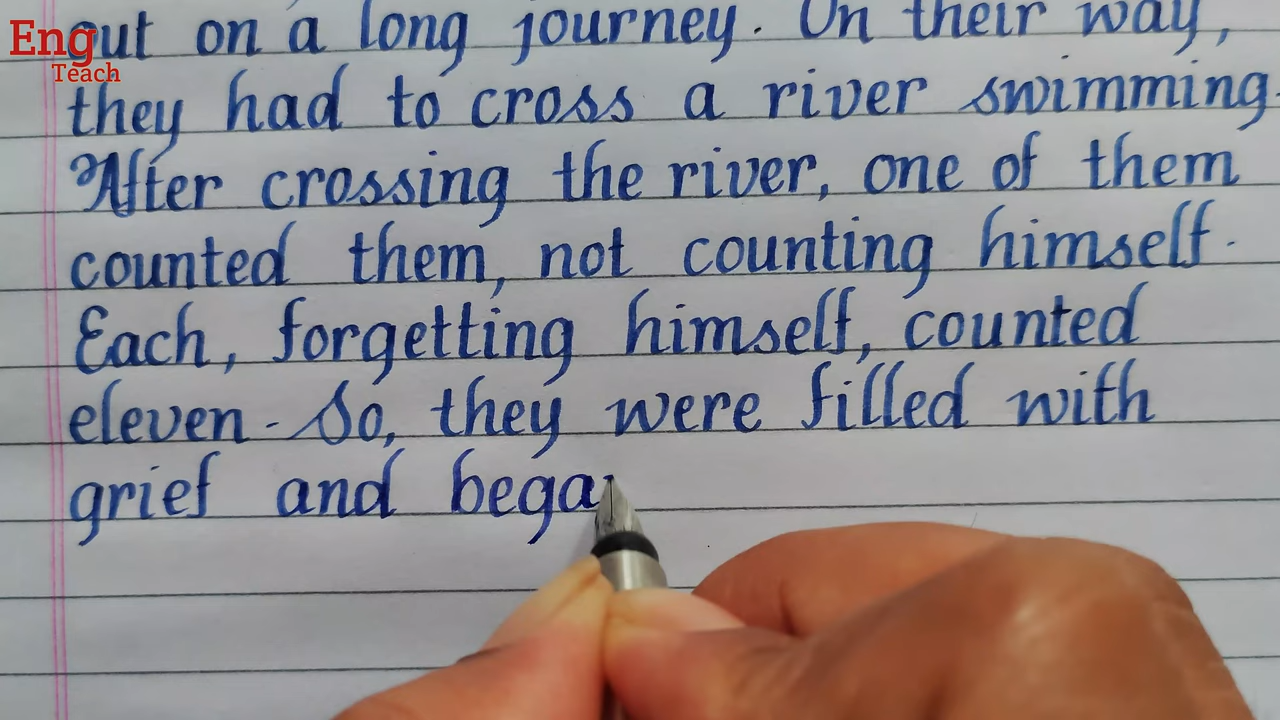 Eng
Teach
out on a long journey. On their way,
they had to cross a river swimming.
After crossing the river, one of them
counted them, not counting himself.
Each, forgetting himself, counted
eleven. So, they were filled with
grief and bega